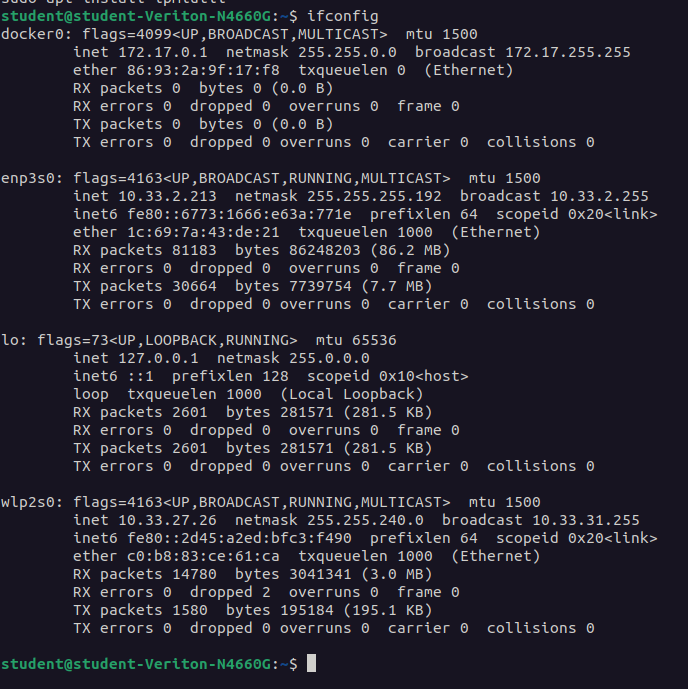 sudo apt install ipmitool
student@student-Veriton-N4660G:~$ ifconfig
docker0: flags=4099<UP,BROADCAST,MULTICAST>  mtu 1500
        inet 172.17.0.1  netmask 255.255.0.0  broadcast 172.17.255.255
        ether 86:93:2a:9f:17:f8  txqueuelen 0  (Ethernet)
        RX packets 0  bytes 0 (0.0 B)
        RX errors 0  dropped 0  overruns 0  frame 0
        TX packets 0  bytes 0 (0.0 B)
        TX errors 0  dropped 0 overruns 0  carrier 0  collisions 0

enp3s0: flags=4163<UP,BROADCAST,RUNNING,MULTICAST>  mtu 1500
        inet 10.33.2.213  netmask 255.255.255.192  broadcast 10.33.2.255
        inet6 fe80::6773:1666:e63a:771e  prefixlen 64  scopeid 0x20<link>
        ether 1c:69:7a:43:de:21  txqueuelen 1000  (Ethernet)
        RX packets 81183  bytes 86248203 (86.2 MB)
        RX errors 0  dropped 0  overruns 0  frame 0
        TX packets 30664  bytes 7739754 (7.7 MB)
        TX errors 0  dropped 0 overruns 0  carrier 0  collisions 0

lo: flags=73<UP,LOOPBACK,RUNNING>  mtu 65536
        inet 127.0.0.1  netmask 255.0.0.0
        inet6 ::1  prefixlen 128  scopeid 0x10<host>
        loop  txqueuelen 1000  (Local Loopback)
        RX packets 2601  bytes 281571 (281.5 KB)
        RX errors 0  dropped 0  overruns 0  frame 0
        TX packets 2601  bytes 281571 (281.5 KB)
        TX errors 0  dropped 0 overruns 0  carrier 0  collisions 0

wlp2s0: flags=4163<UP,BROADCAST,RUNNING,MULTICAST>  mtu 1500
        inet 10.33.27.26  netmask 255.255.240.0  broadcast 10.33.31.255
        inet6 fe80::2d45:a2ed:bfc3:f490  prefixlen 64  scopeid 0x20<link>
        ether c0:b8:83:ce:61:ca  txqueuelen 1000  (Ethernet)
        RX packets 14780  bytes 3041341 (3.0 MB)
        RX errors 0  dropped 2  overruns 0  frame 0
        TX packets 1580  bytes 195184 (195.1 KB)
        TX errors 0  dropped 0 overruns 0  carrier 0  collisions 0

student@student-Veriton-N4660G:~$